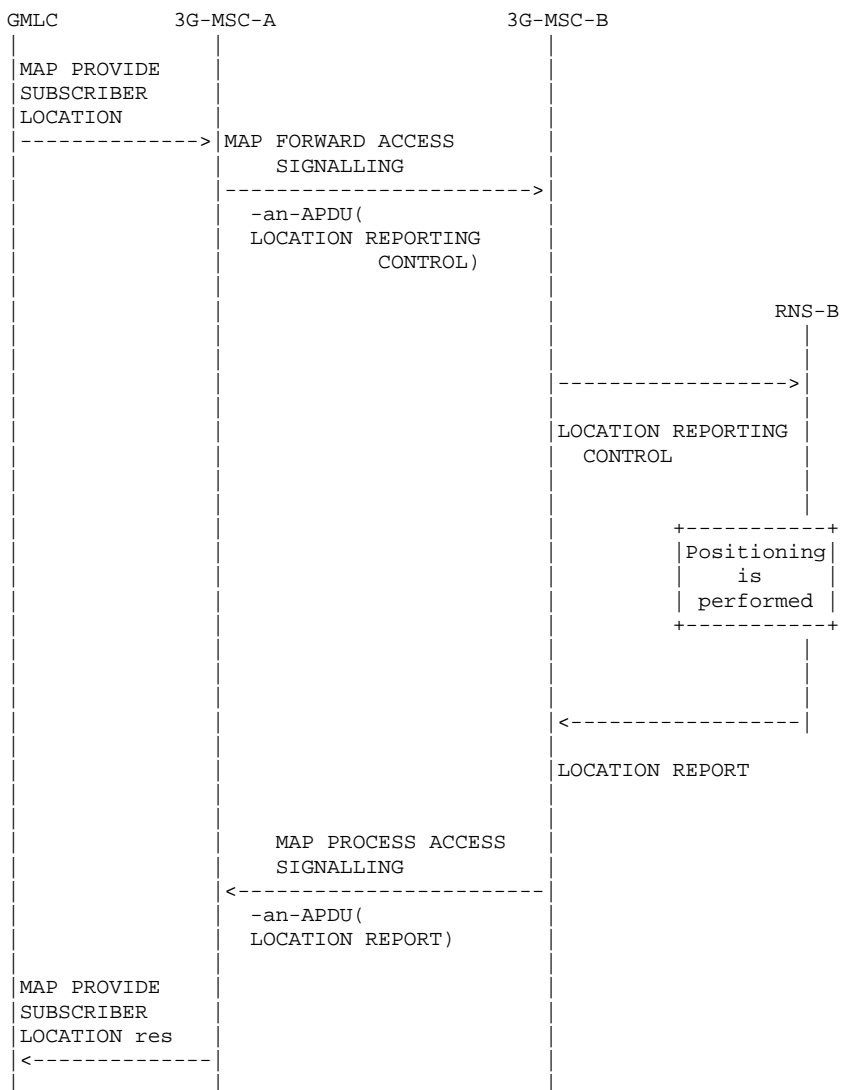 GMLC 3G-MSC-A 3G-MSC-B
MAP PROVIDE
SUBSCRIBER
LOCATION
MAP FORWARD ACCESS
SIGNALLING
-an-APDU(
LOCATION REPORTING
CONTROL)
RNS-B
LOCATION REPORTING
CONTROL
Positioning
is
performed
LOCATION REPORT
MAP PROCESS ACCESS
SIGNALLING
-an-APDU(
LOCATION REPORT)
MAP PROVIDE
SUBSCRIBER
LOCATION res